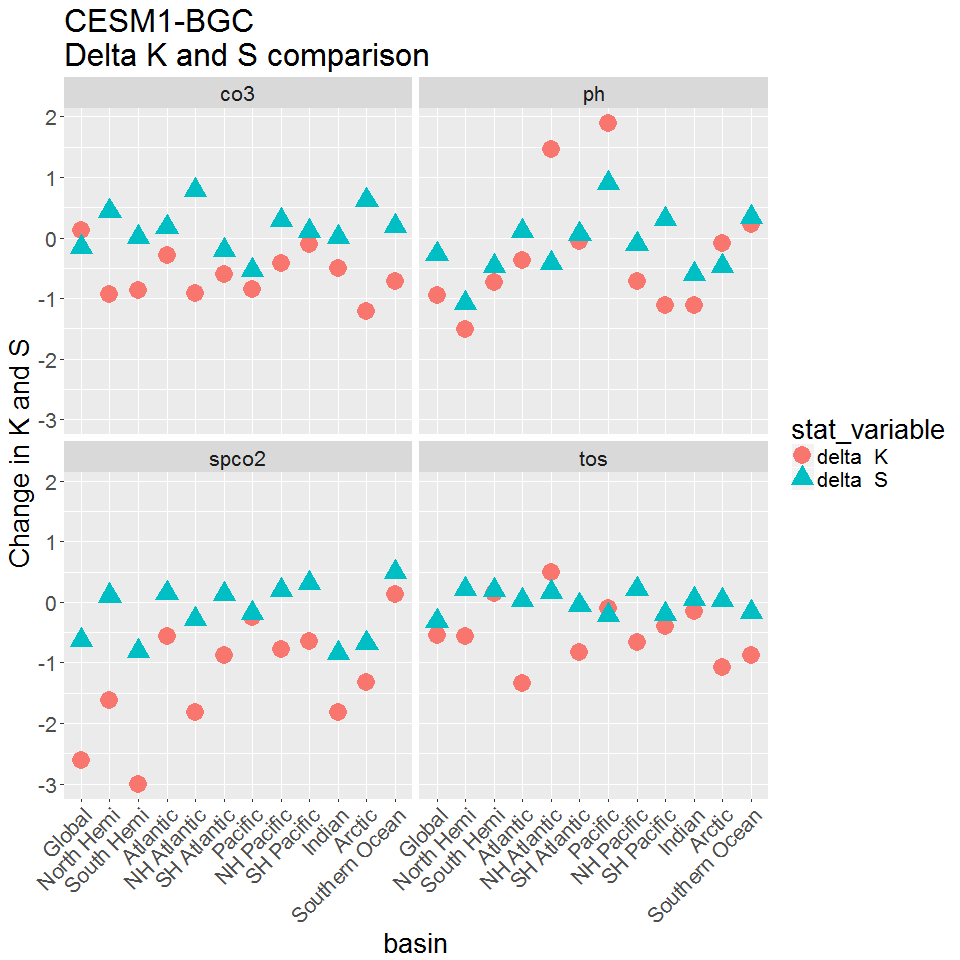 CESM1-BGC
Delta K and S comparison
co3
ph
2
1
0
-1
-2
-3
spco2
tos
2
1
0
-1
-2
-3
Change in K and S
Global
North Hemi
South Hemi
Atlantic
NH Atlantic
SH Atlantic
Pacific
NH Pacific
SH Pacific
Indian
Arctic
Southern Ocean
Global
North Hemi
South Hemi
Atlantic
NH Atlantic
SH Atlantic
Pacific
NH Pacific
SH Pacific
Indian
Arctic
Southern Ocean
basin
stat_variable
delta K
delta S